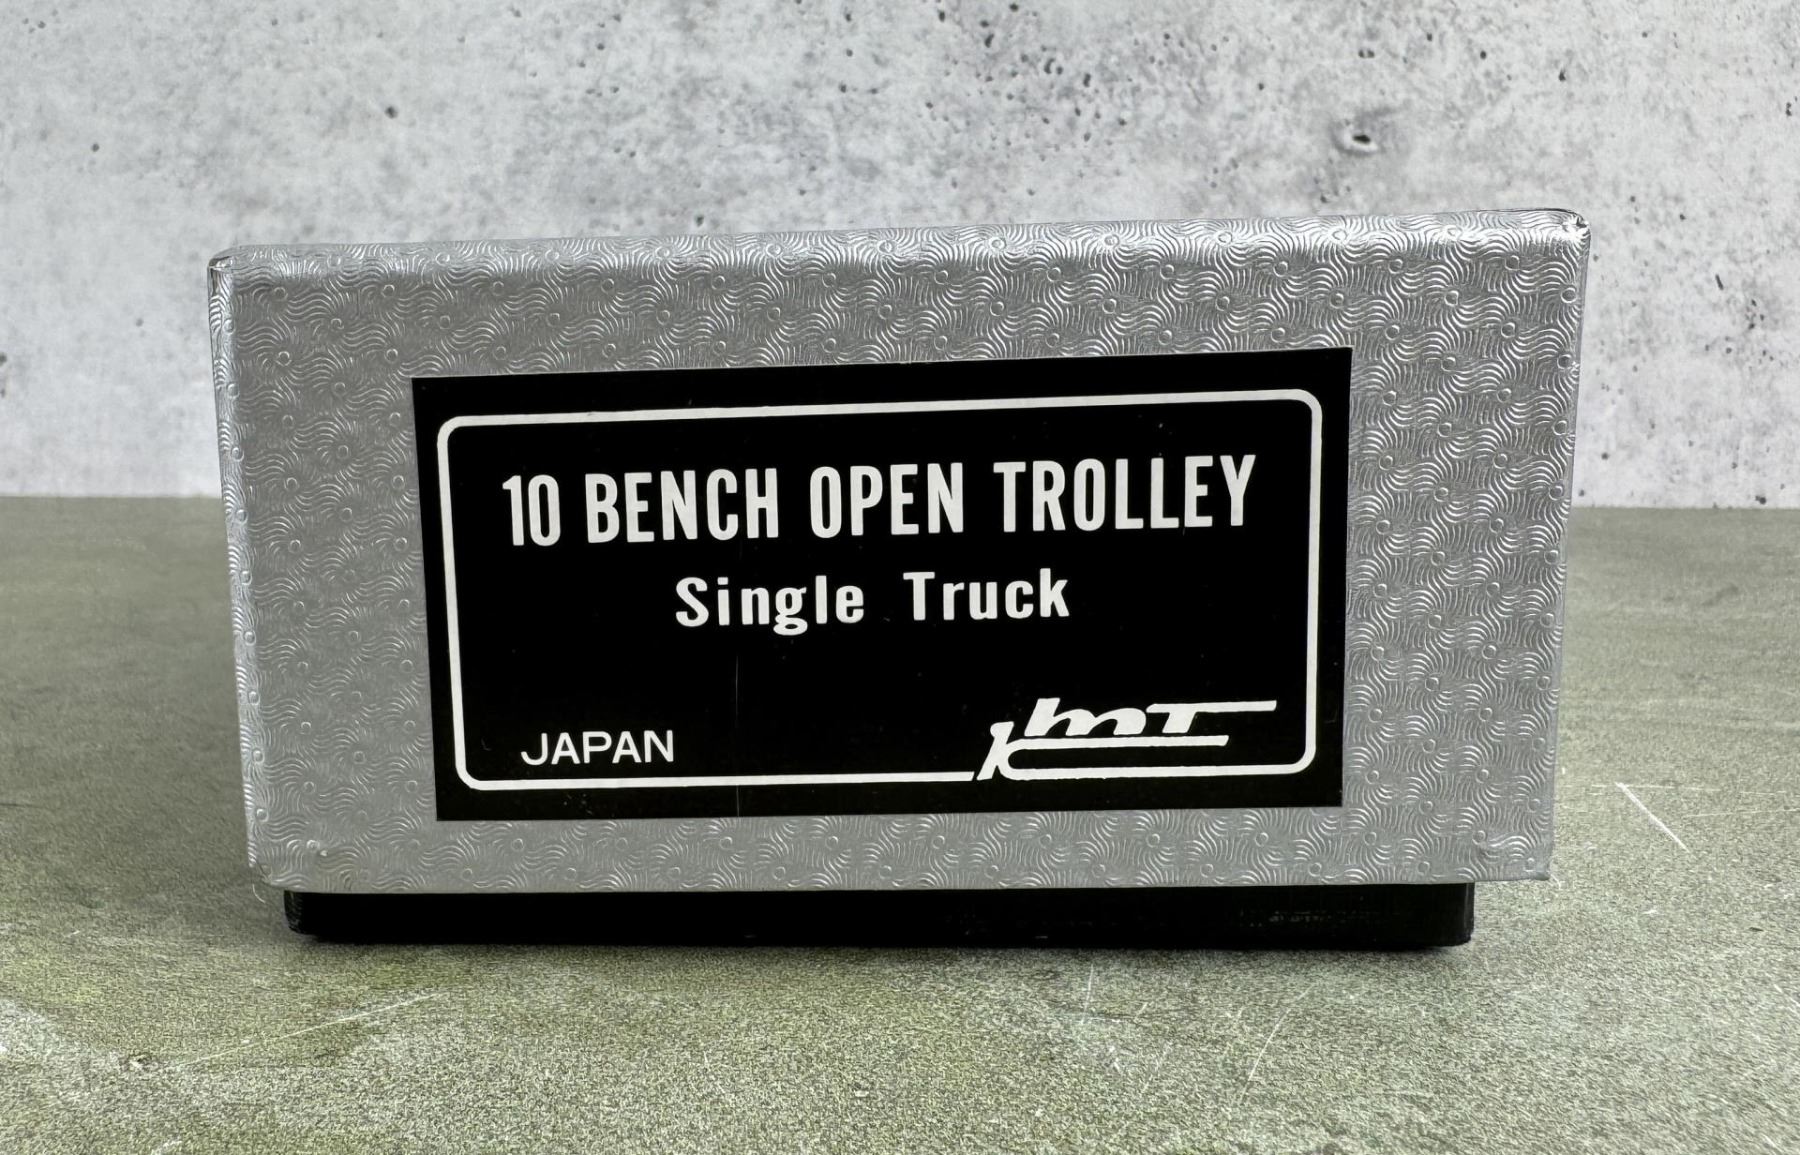 10 BENCH OPEN TROLLEY
Single Truck
JAPAN
KMT